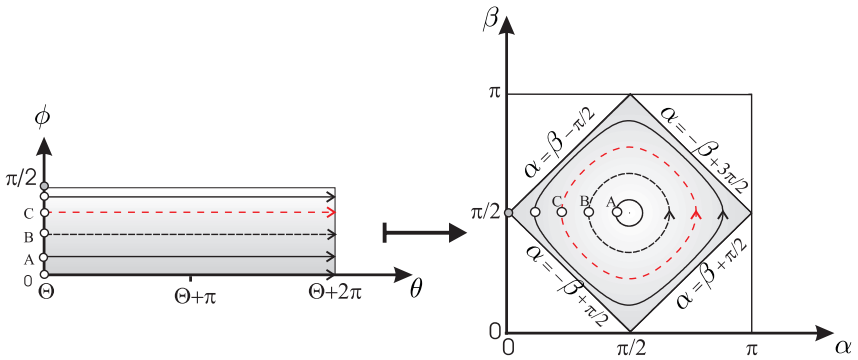 ϕ
π/2
C
B
A
0
Θ
Θ+π
Θ+2π
θ
β
π
α=β-π/2
α=-β+3π/2
π/2
C
B
A
α=-β+π/2
α=β+π/2
0
0
π/2
π
α